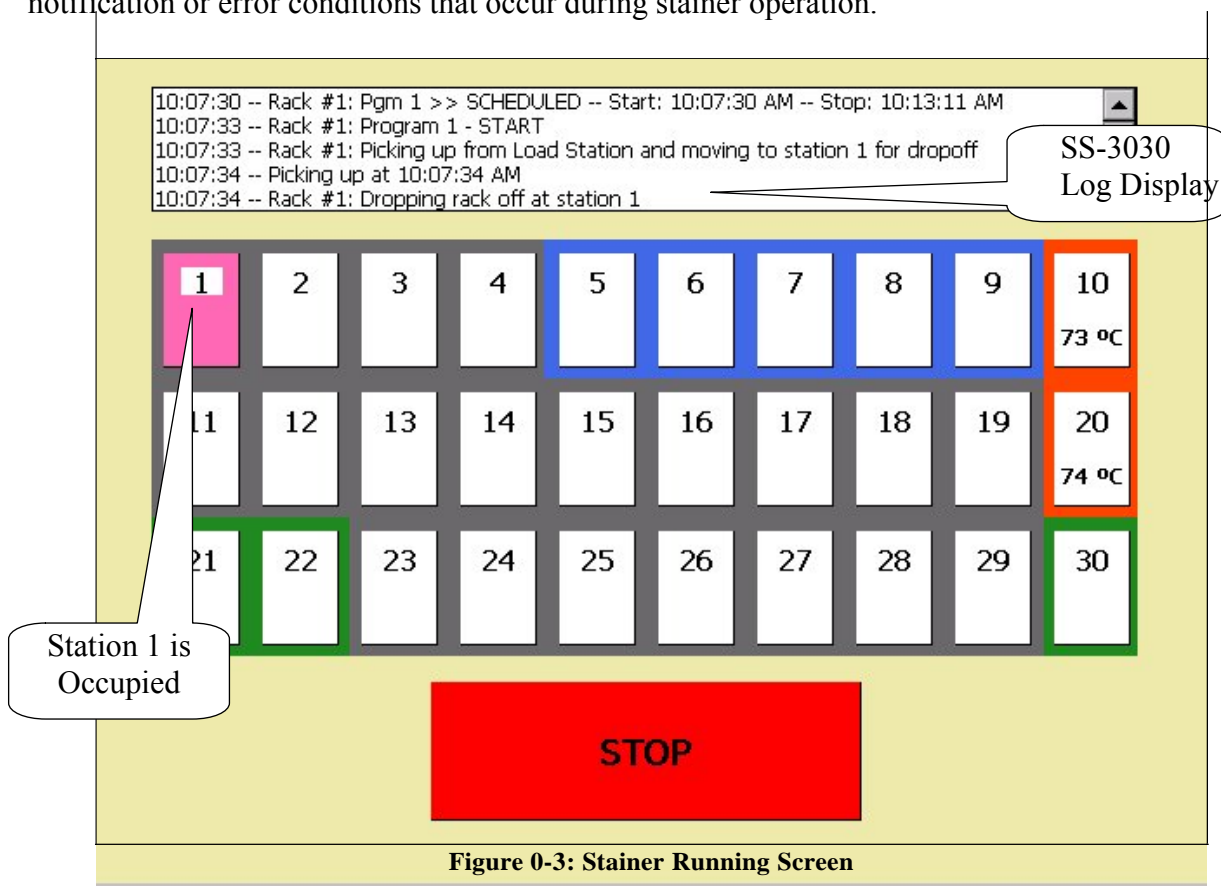 notification or error conditions that occur during stainer operation.
10:07:30 -- Rack #1: Pgm 1 >> SCHEDULED -- Start: 10:07:30 AM -- Stop: 10:13:11 AM
10:07:33 -- Rack #1: Program 1 - START
10:07:33 -- Rack #1: Picking up from Load Station and moving to station 1 for dropoff
10:07:34 -- Picking up at 10:07:34 AM
10:07:34 -- Rack #1: Dropping rack off at station 1
SS-3030
Log Display
1 2 3 4 5 6 7 8 9 10
73 ºC
11 12 13 14 15 16 17 18 19 20
74 ºC
21 22 23 24 25 26 27 28 29 30
Station 1 is
Occupied
STOP
Figure 0-3: Stainer Running Screen